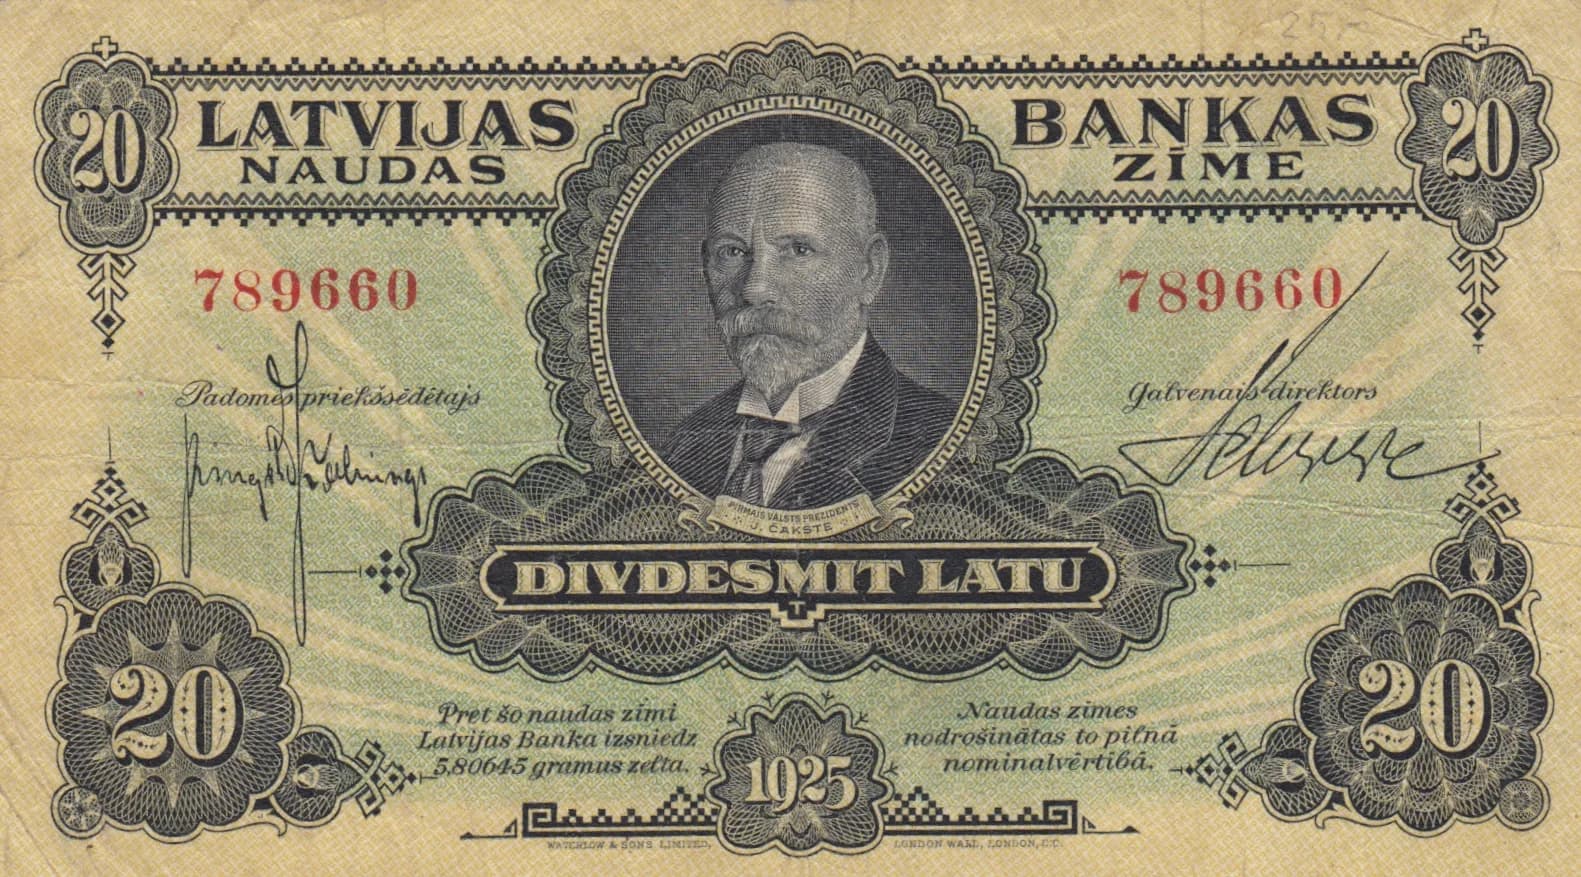 20
LATVIJAS
BANKAS
20
NAUDAS
ZĪME
789660
789660
Padomes priekšsēdētājs
Galvenais direktors
PIRMAIS VALSTS PREZIDENTS
J. ČAKSTE
DIVDESMIT LATU
20
20
Pret šo naudas zīmi
Latvijas Banka izsniedz
5,80645 gramus zelta.
Naudas zīmes
nodrošinātas to pilnā
nominalvērtībā.
1925
WATERLOW & SONS LIMITED,
LONDON WALL, LONDON, E.C.